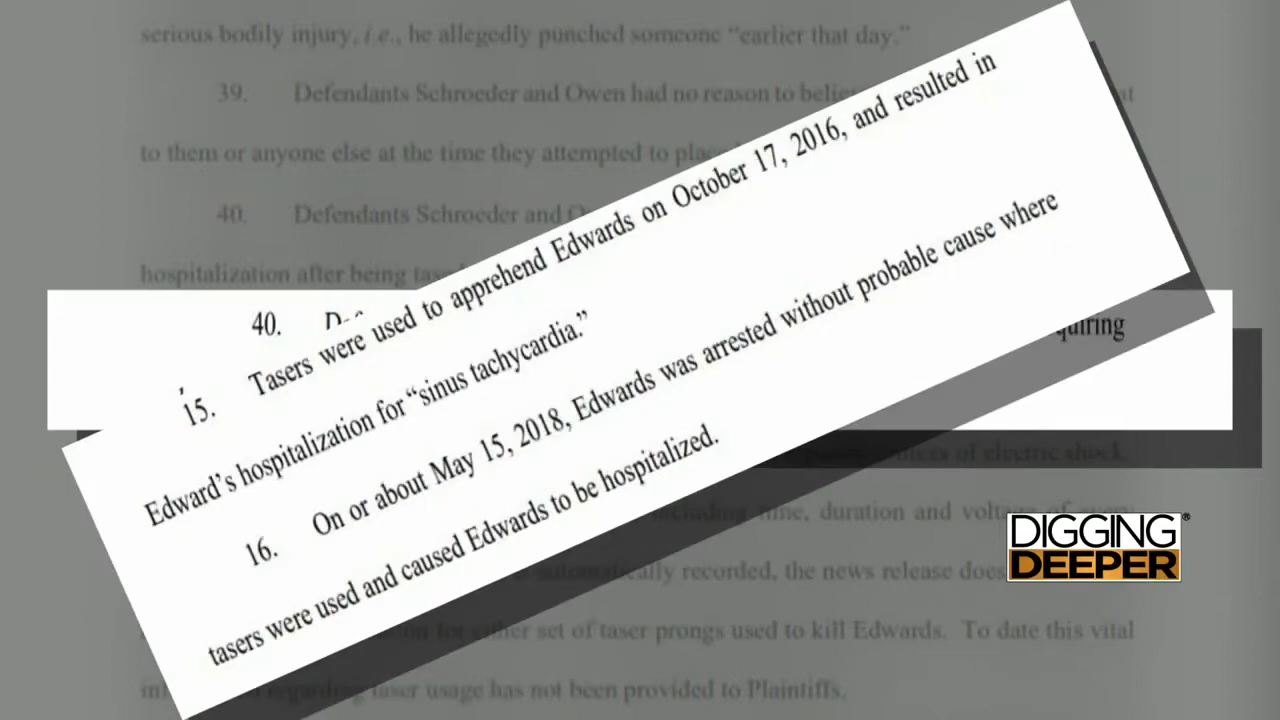 serious bodily injury, i.e., he allegedly punched someone “earlier that day.”
39. Defendants Schroeder and Owen had no reason to
to them or anyone else at the time they attempted to
40. Defendants Schroeder and
hospitalization after being
40.
quiring
15. Tasers were used to apprehend Edwards on October 17, 2016, and resulted in
Edward’s hospitalization for “sinus tachycardia.”
16. On or about May 15, 2018, Edwards was arrested without probable cause where
tasers were used and caused Edwards to be hospitalized.
of electric shock.
including time, duration and voltage of every
automatically recorded, the news release does
for either set of taser prongs used to kill Edwards. To date this vital
regarding taser usage has not been provided to Plaintiffs.
DIGGING
DEEPER®